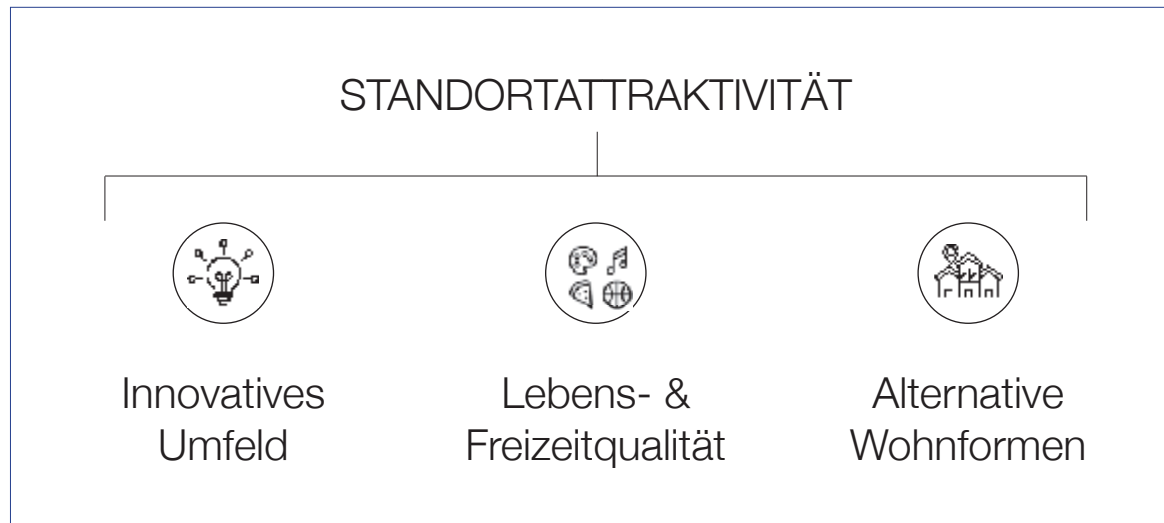 STANDORTATTRAKTIVITÄT
Innovatives
Umfeld
Lebens- &
Freizeitqualität
Alternative
Wohnformen